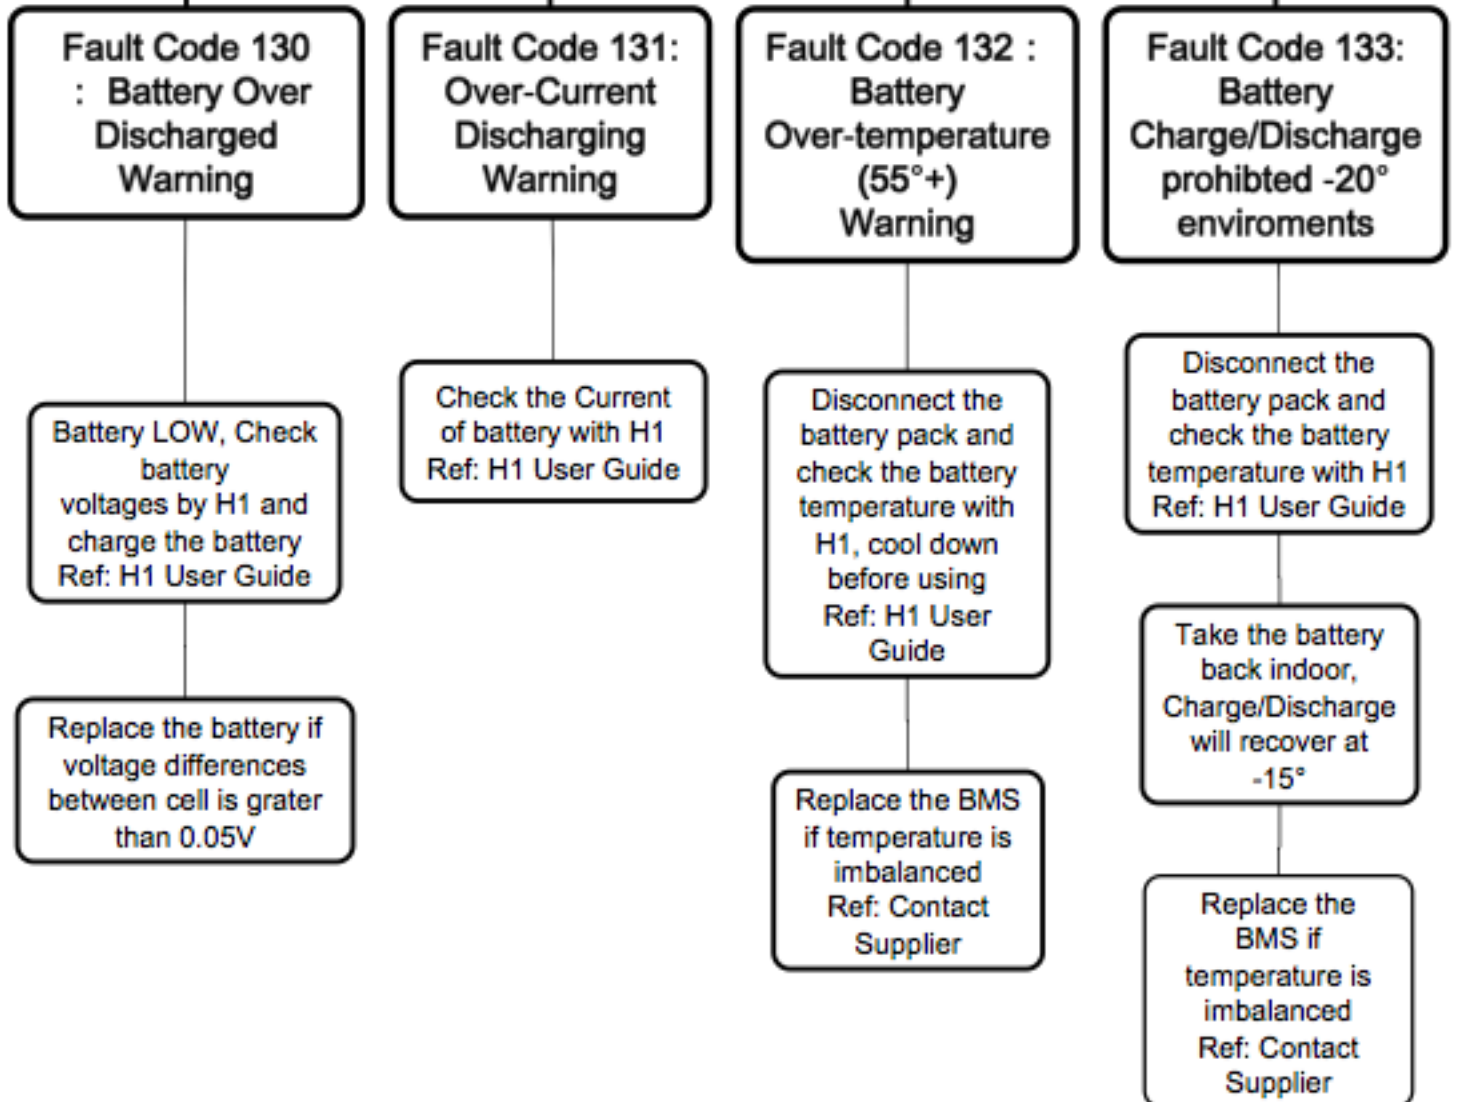 Fault Code 130
: Battery Over
Discharged
Warning
Battery LOW, Check
battery
voltages by H1 and
charge the battery
Ref: H1 User Guide
Replace the battery if
voltage differences
between cell is grater
than 0.05V
Fault Code 131:
Over-Current
Discharging
Warning
Check the Current
of battery with H1
Ref: H1 User Guide
Fault Code 132 :
Battery
Over-temperature
(55°+)
Warning
Disconnect the
battery pack and
check the battery
temperature with
H1, cool down
before using
Ref: H1 User
Guide
Replace the BMS
if temperature is
imbalanced
Ref: Contact
Supplier
Fault Code 133:
Battery
Charge/Discharge
prohibted -20°
enviroments
Disconnect the
battery pack and
check the battery
temperature with H1
Ref: H1 User Guide
Take the battery
back indoor,
Charge/Discharge
will recover at
-15°
Replace the
BMS if
temperature is
imbalanced
Ref: Contact
Supplier